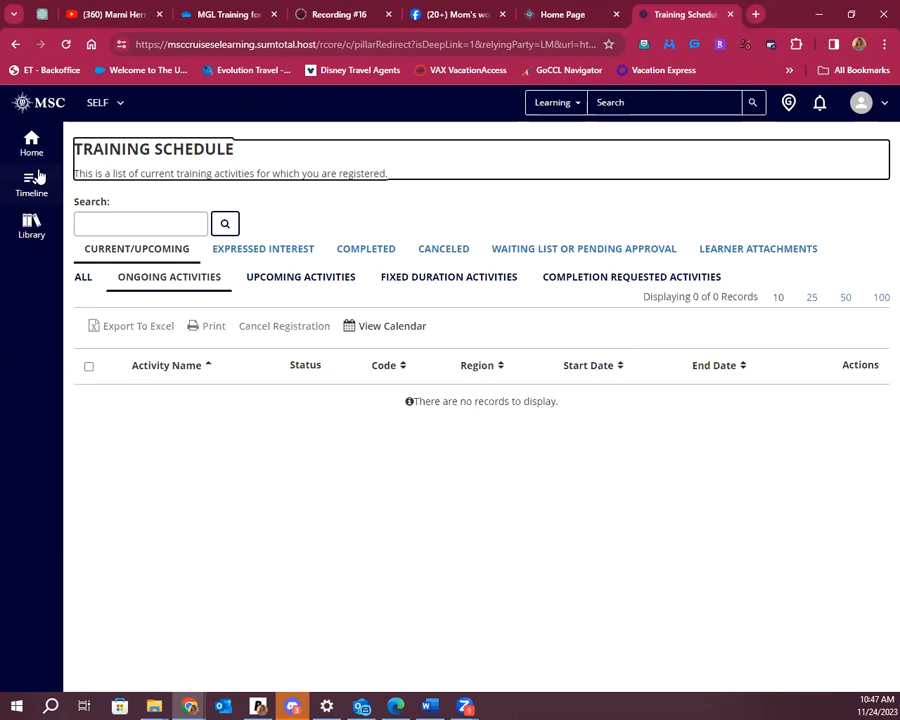 (360) Marni Her
MGL Training for
Recording #16
(20+) Mom's wo
Home Page
Training Schedul
https://msccruiseselearning.sumtotal.host/rcore/c/pillarRedirect?isDeepLink=1&relyingParty=LM&url=ht...
ET - Backoffice
Welcome to The U...
Evolution Travel -...
Disney Travel Agents
VAX VacationAccess
GoCCL Navigator
Vacation Express
All Bookmarks
MSC
SELF
Learning
Search
Home
Timeline
Library
TRAINING SCHEDULE
This is a list of current training activities for which you are registered.
Search:
CURRENT/UPCOMING
EXPRESSED INTEREST
COMPLETED
CANCELED
WAITING LIST OR PENDING APPROVAL
LEARNER ATTACHMENTS
ALL
ONGOING ACTIVITIES
UPCOMING ACTIVITIES
FIXED DURATION ACTIVITIES
COMPLETION REQUESTED ACTIVITIES
Displaying 0 of 0 Records 10 25 50 100
Export To Excel
Print
Cancel Registration
View Calendar
Activity Name
Status
Code
Region
Start Date
End Date
Actions
There are no records to display.
10:47 AM
11/24/2023